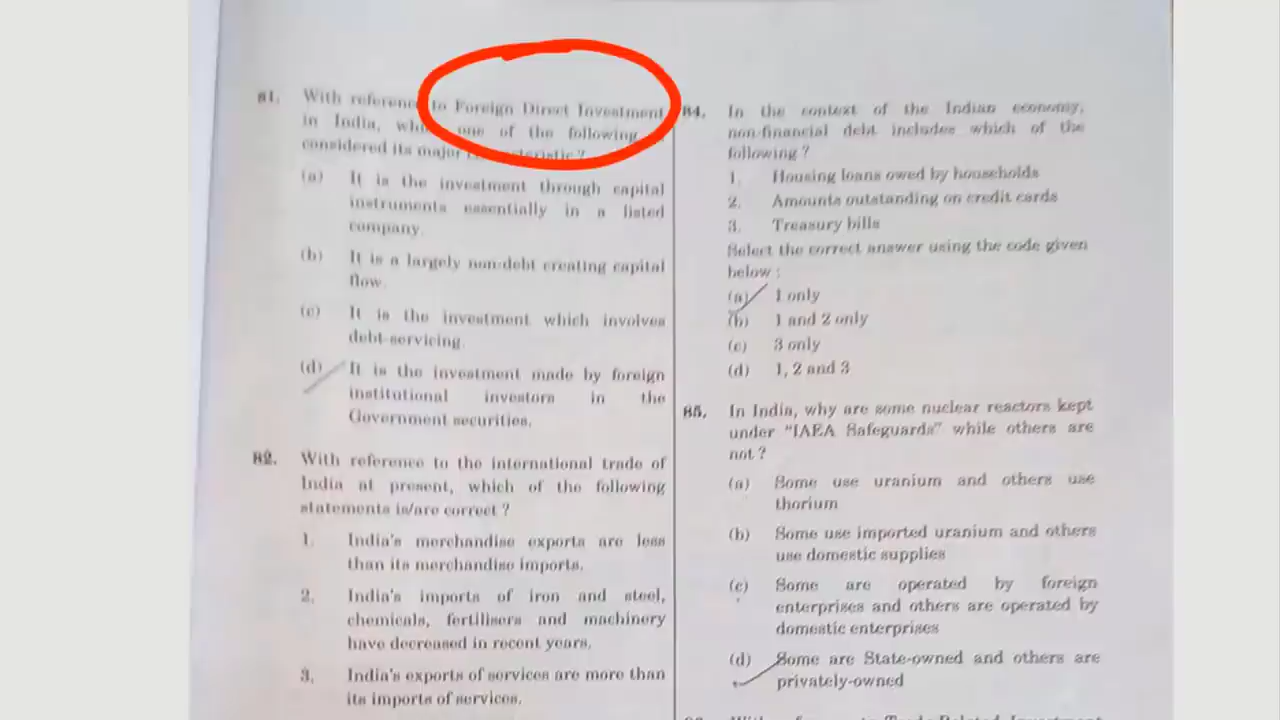 81. With reference to Foreign Direct Investment
in India, one of the following
considered its major
(a) It is the investment through capital
instruments essentially in a listed
company.
(b) It is a largely non-debt creating capital
flow.
(c) It is the investment which involves
debt-servicing.
(d) It is the investment made by foreign
institutional investors in the
Government securities.
82. With reference to the international trade of
India at present, which of the following
statements is/are correct ?
1. India's merchandise exports are less
than its merchandise imports.
2. India's imports of iron and steel,
chemicals, fertilisers and machinery
have decreased in recent years.
3. India's exports of services are more than
its imports of services.
84. In the context of the Indian economy,
non-financial debt includes which of the
following ?
1. Housing loans owed by households
2. Amounts outstanding on credit cards
3. Treasury bills
Select the correct answer using the code given
below :
(a) 1 only
(b) 1 and 2 only
(c) 3 only
(d) 1, 2 and 3
85. In India, why are some nuclear reactors kept
under "IAEA Safeguards" while others are
not ?
(a) Some use uranium and others use
thorium
(b) Some use imported uranium and others
use domestic supplies
(c) Some are operated by foreign
enterprises and others are operated by
domestic enterprises
(d) Some are State-owned and others are
privately-owned